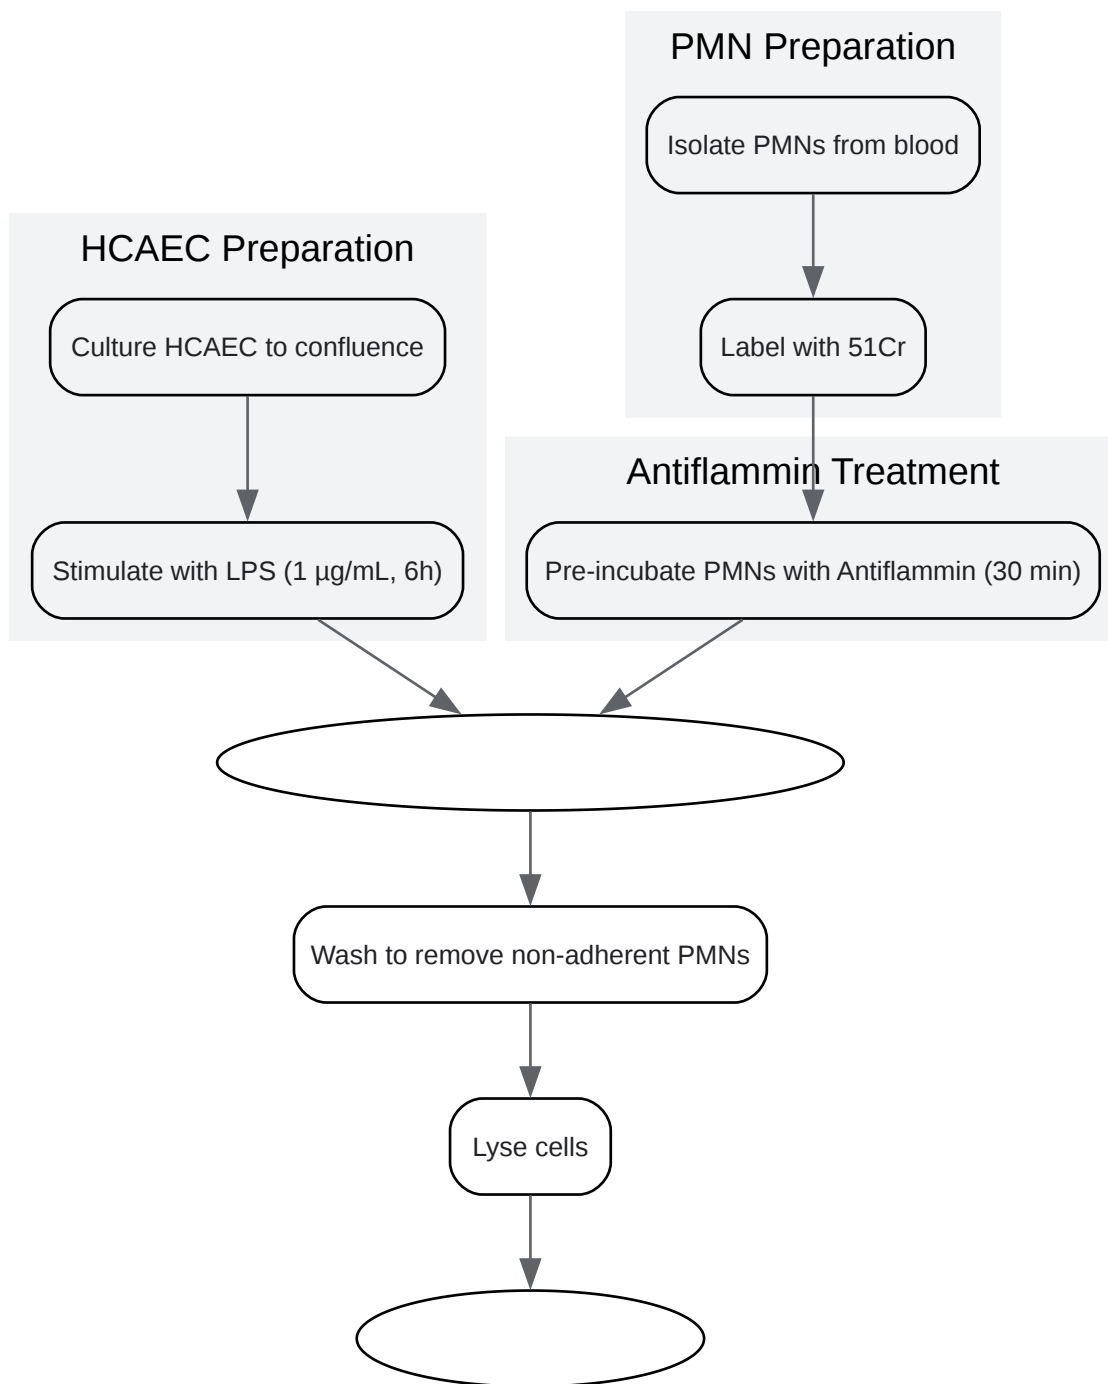 PMN Preparation
Isolate PMNs from blood
HCAEC Preparation
Culture HCAEC to confluence
Label with 51Cr
Antiflammin Treatment
Stimulate with LPS (1 µg/mL, 6h)
Pre-incubate PMNs with Antiflammin (30 min)
Wash to remove non-adherent PMNs
Lyse cells